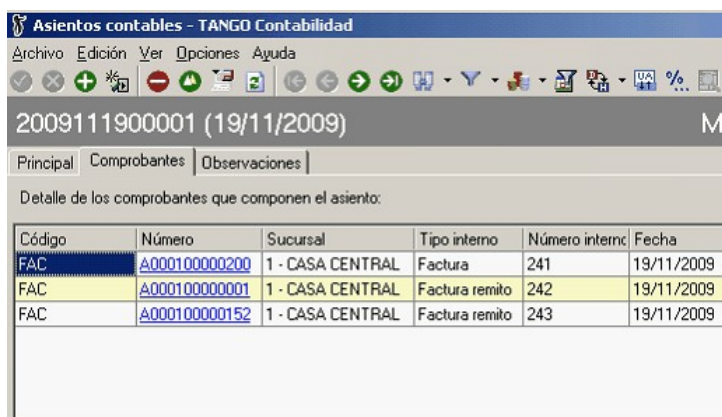 Asientos contables - TANGO Contabilidad
Archivo Edición Ver Opciones Ayuda
2009111900001 (19/11/2009) M
Principal Comprobantes Observaciones
Detalle de los comprobantes que componen el asiento:
Código Número Sucursal Tipo interno Número interno Fecha
FAC A000100000200 1 - CASA CENTRAL Factura 241 19/11/2009
FAC A000100000001 1 - CASA CENTRAL Factura remito 242 19/11/2009
FAC A000100000152 1 - CASA CENTRAL Factura remito 243 19/11/2009